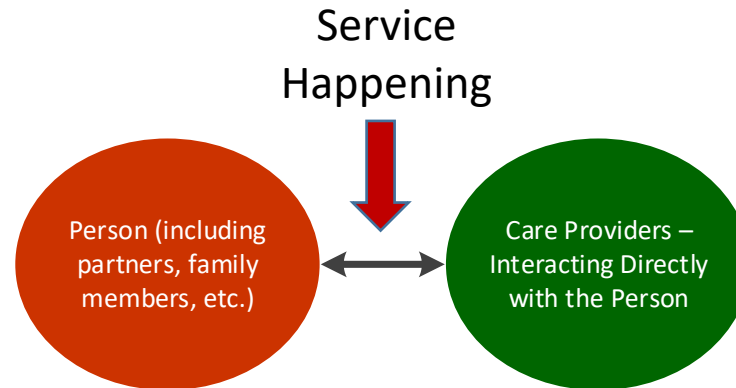 Service
Happening
Person (including
partners, family
members, etc.)
Care Providers –
Interacting Directly
with the Person